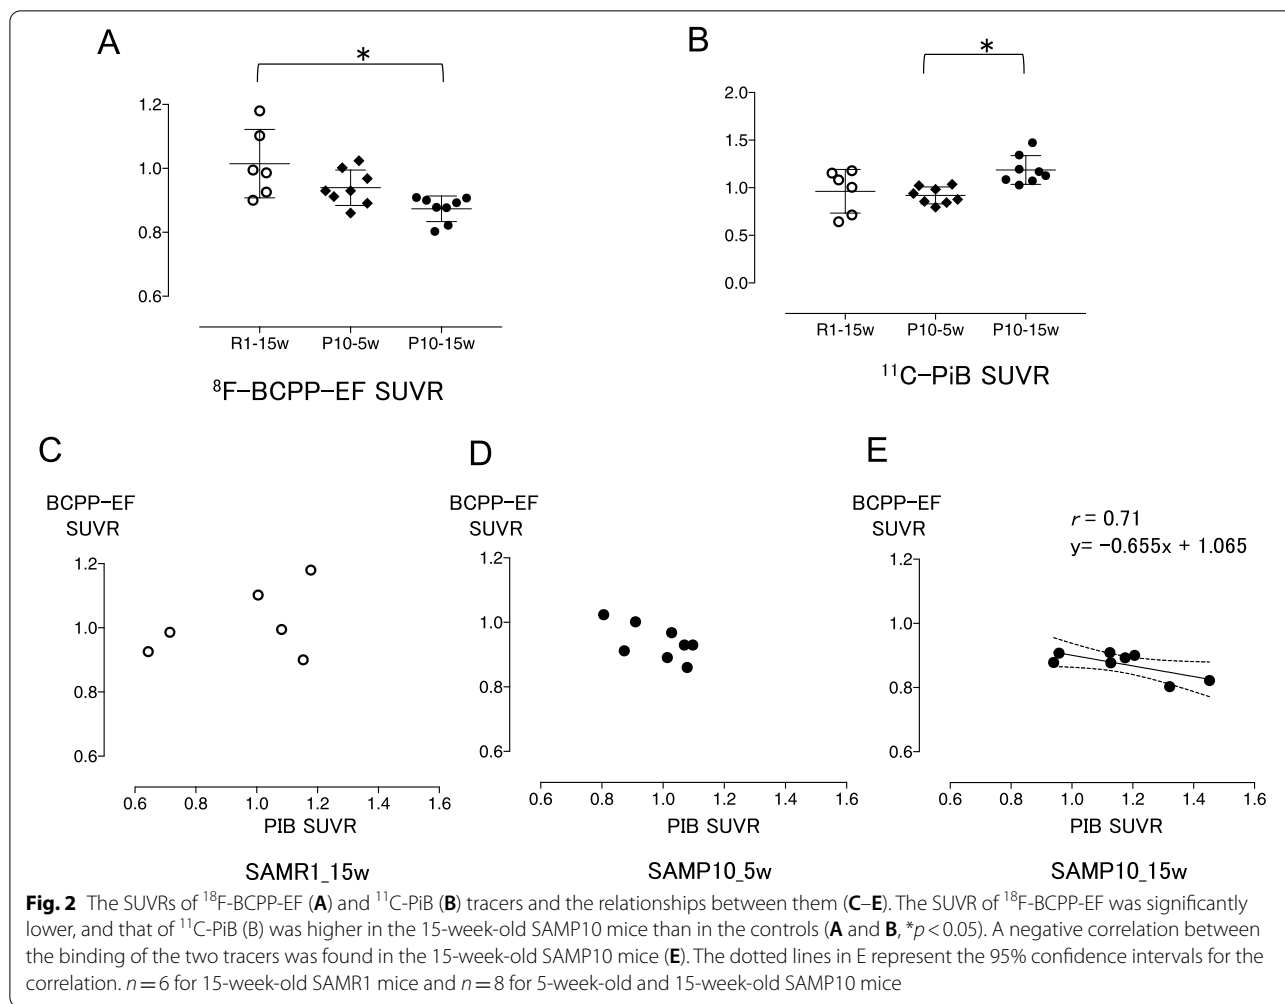 A
*
1.2
1.0
0.8
0.6
R1-15w P10-5w P10-15w
⁸F-BCPP-EF SUVR
B
*
2.0
1.5
1.0
0.5
0.0
R1-15w P10-5w P10-15w
¹¹C-PiB SUVR
C
BCPP-EF
SUVR
1.2
1.0
0.8
0.6
0.6 0.8 1.0 1.2 1.4 1.6
PIB SUVR
SAMR1_15w
D
BCPP-EF
SUVR
1.2
1.0
0.8
0.6
0.6 0.8 1.0 1.2 1.4 1.6
PIB SUVR
SAMP10_5w
E
BCPP-EF
SUVR
r = 0.71
y= -0.655x + 1.065
1.2
1.0
0.8
0.6
0.6 0.8 1.0 1.2 1.4 1.6
PIB SUVR
SAMP10_15w
Fig. 2 The SUVRs of ¹⁸F-BCPP-EF (A) and ¹¹C-PiB (B) tracers and the relationships between them (C–E). The SUVR of ¹⁸F-BCPP-EF was significantly
lower, and that of ¹¹C-PiB (B) was higher in the 15-week-old SAMP10 mice than in the controls (A and B, *p < 0.05). A negative correlation between
the binding of the two tracers was found in the 15-week-old SAMP10 mice (E). The dotted lines in E represent the 95% confidence intervals for the
correlation. n = 6 for 15-week-old SAMR1 mice and n = 8 for 5-week-old and 15-week-old SAMP10 mice